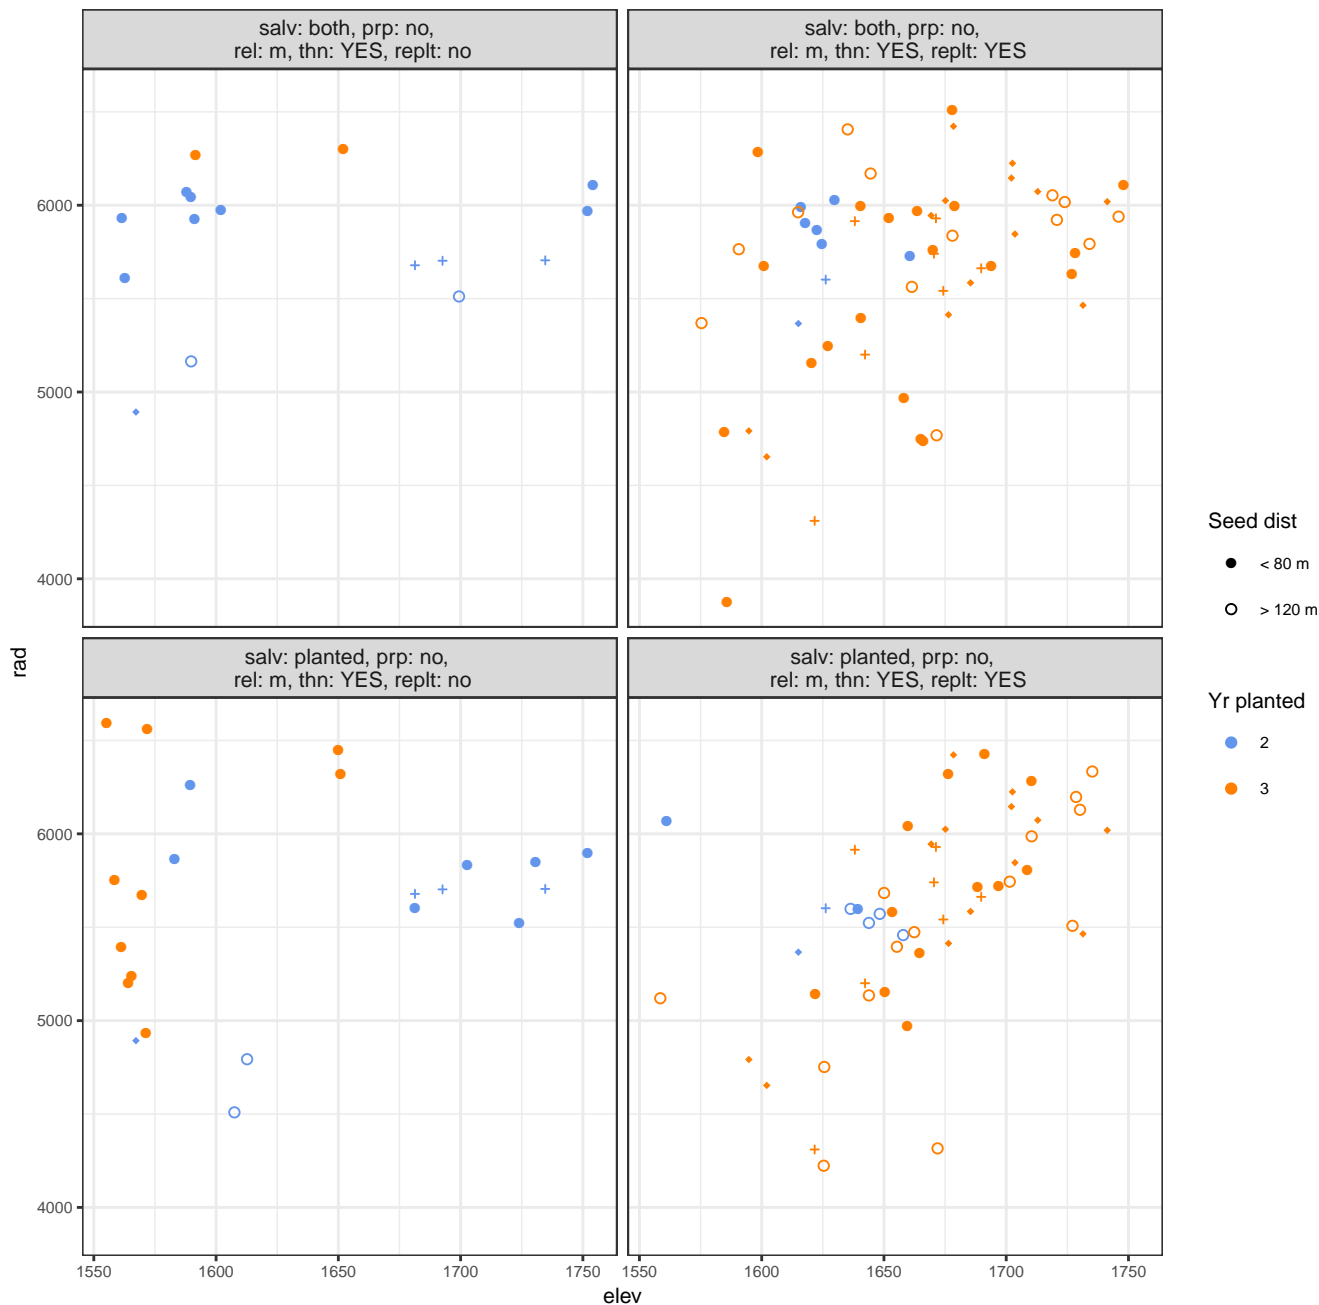 salv: both, prp: no,
rel: m, thn: YES, replt: no
salv: both, prp: no,
rel: m, thn: YES, replt: YES
6000
5000
4000
salv: planted, prp: no,
rel: m, thn: YES, replt: no
salv: planted, prp: no,
rel: m, thn: YES, replt: YES
6000
5000
4000
rad
1550 1600 1650 1700 1750
1600 1650 1700 1750
elev
Seed dist
< 80 m
> 120 m
Yr planted
2
3